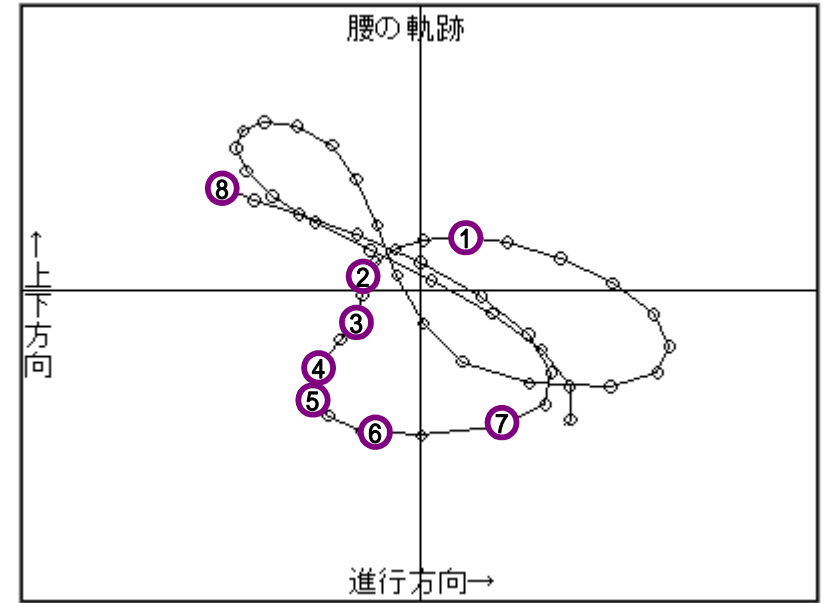 腰の軌跡
①
②
③
④
⑤
⑥
⑦
⑧
↑上下方向
進行方向→